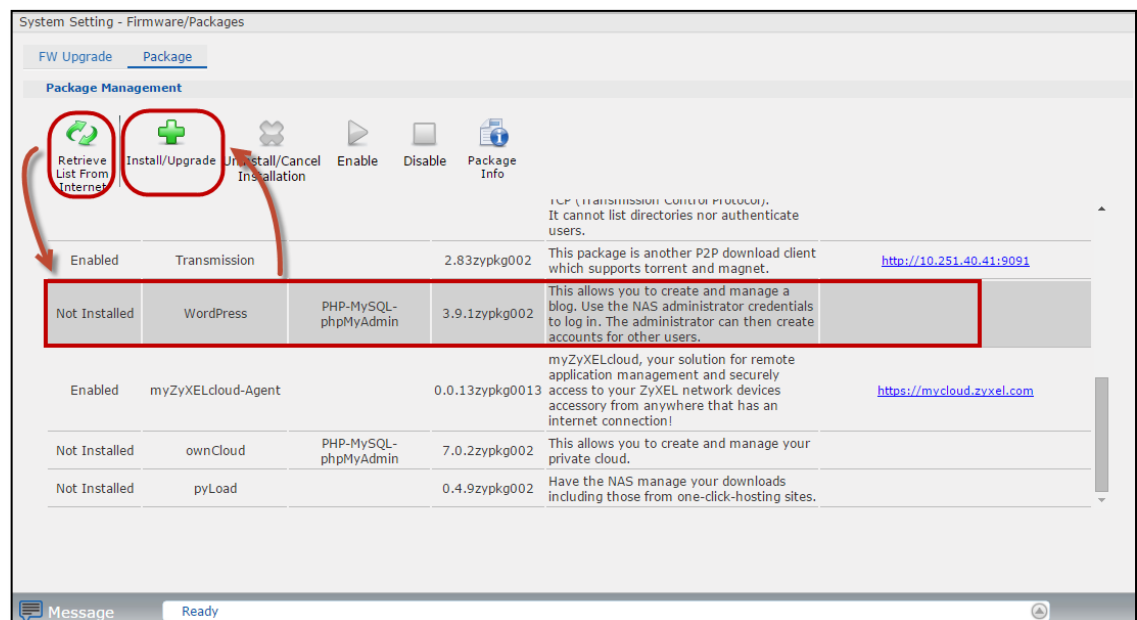 System Setting - Firmware/Packages
FW Upgrade Package
Package Management
Retrieve
List From
Internet
Install/Upgrade
Uninstall/Cancel
Installation
Enable
Disable
Package
Info
TCP (Transmission Control Protocol).
It cannot list directories nor authenticate
users.
Enabled Transmission 2.83zypkg002
This package is another P2P download client
which supports torrent and magnet.
http://10.251.40.41:9091
Not Installed WordPress
PHP-MySQL-
phpMyAdmin
3.9.1zypkg002
This allows you to create and manage a
blog. Use the NAS administrator credentials
to log in. The administrator can then create
accounts for other users.
Enabled myZyXELcloud-Agent 0.0.13zypkg0013
myZyXELcloud, your solution for remote
application management and securely
access to your ZyXEL network devices
accessory from anywhere that has an
internet connection!
https://mycloud.zyxel.com
Not Installed ownCloud
PHP-MySQL-
phpMyAdmin
7.0.2zypkg002
This allows you to create and manage your
private cloud.
Not Installed pyLoad 0.4.9zypkg002
Have the NAS manage your downloads
including those from one-click-hosting sites.
Message Ready